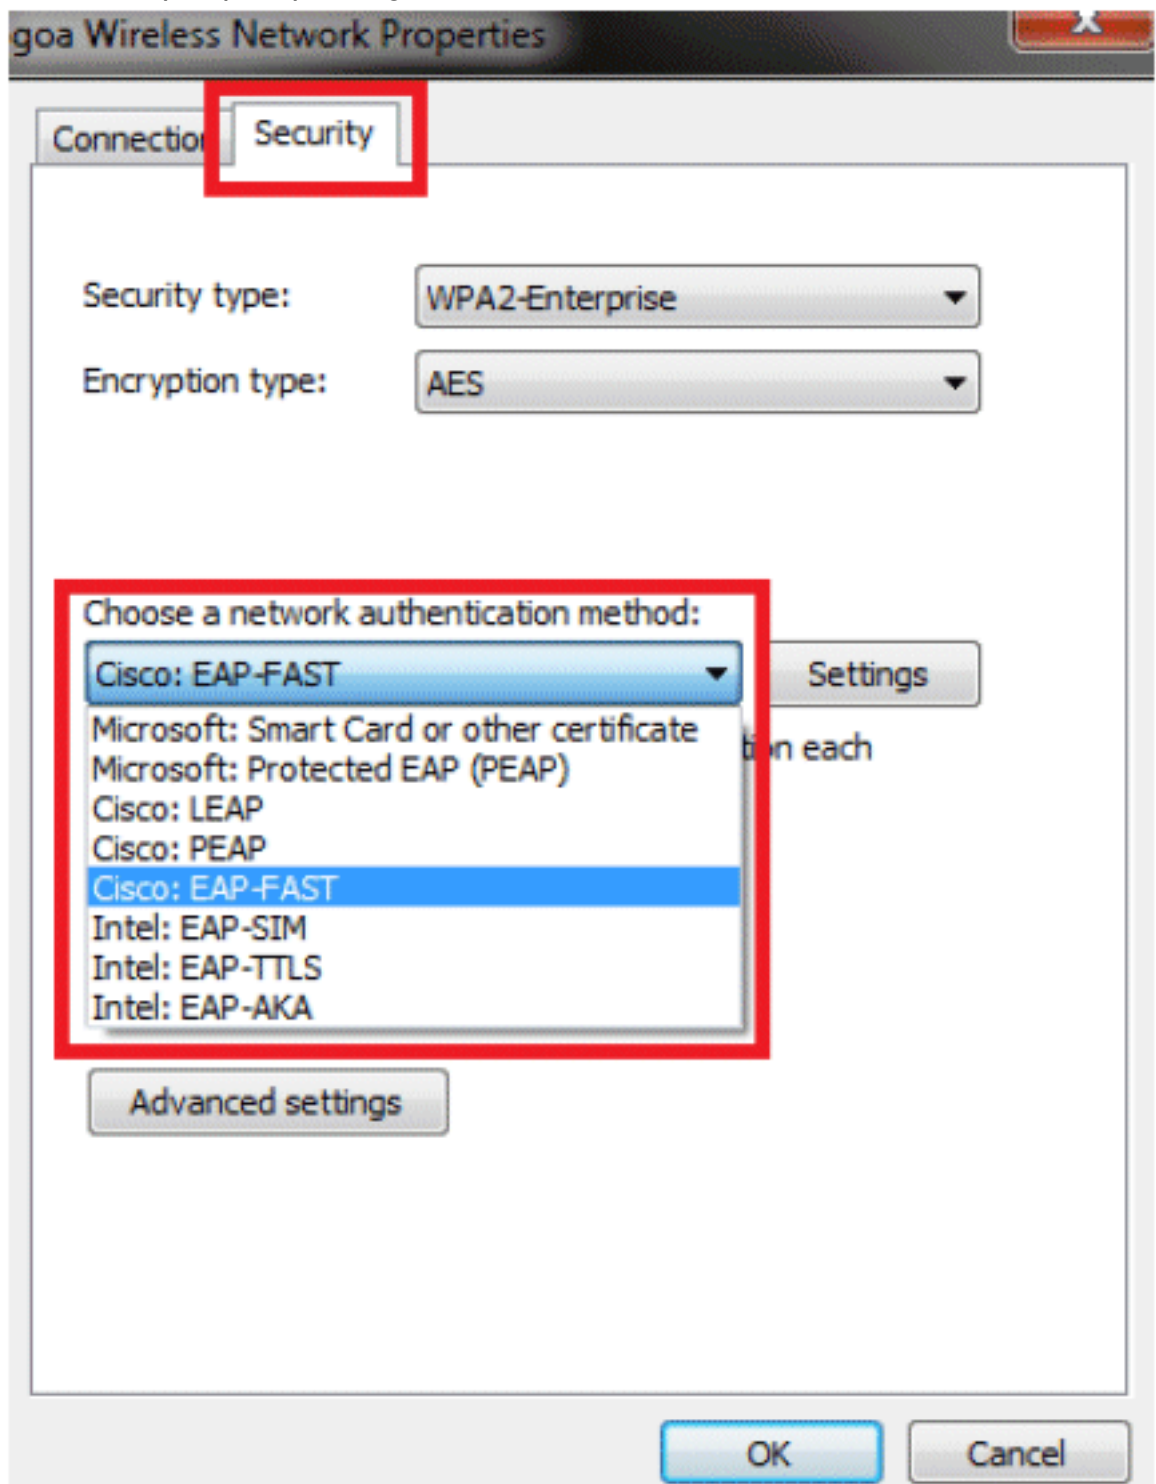 goa Wireless Network Properties
Connection Security
Security type: WPA2-Enterprise
Encryption type: AES
Choose a network authentication method:
Cisco: EAP-FAST Settings
Microsoft: Smart Card or other certificate
Microsoft: Protected EAP (PEAP)
each
Cisco: LEAP
Cisco: PEAP
Cisco: EAP-FAST
Intel: EAP-SIM
Intel: EAP-TTLS
Intel: EAP-AKA
Advanced settings
OK Cancel